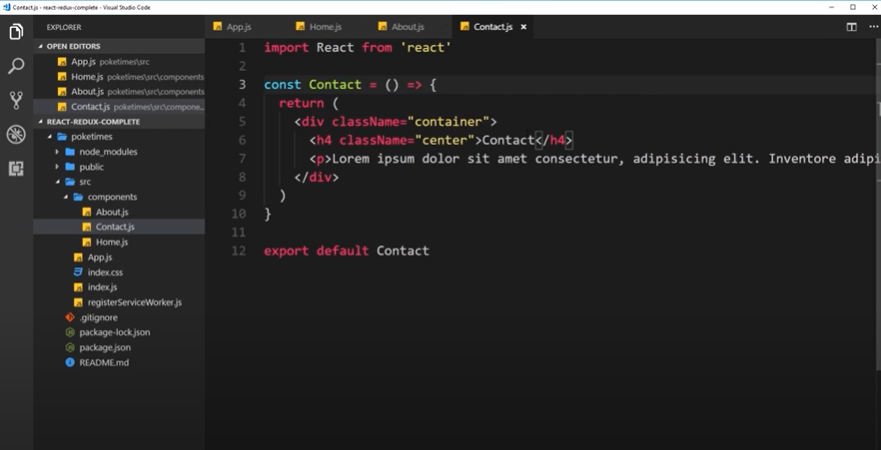 Contact.js - react-redux-complete - Visual Studio Code
EXPLORER
OPEN EDITORS
App.js poketimes\src
Home.js poketimes\src\components
About.js poketimes\src\components
Contact.js poketimes\src\compone...
REACT-REDUX-COMPLETE
poketimes
node_modules
public
src
components
About.js
Contact.js
Home.js
App.js
index.css
index.js
registerServiceWorker.js
.gitignore
package-lock.json
package.json
README.md
App.js Home.js About.js Contact.js
1 import React from 'react'
2
3 const Contact = () => {
4 return (
5 <div className="container">
6 <h4 className="center">Contact</h4>
7 <p>Lorem ipsum dolor sit amet consectetur, adipisicing elit. Inventore adipi
8 </div>
9 )
10 }
11
12 export default Contact